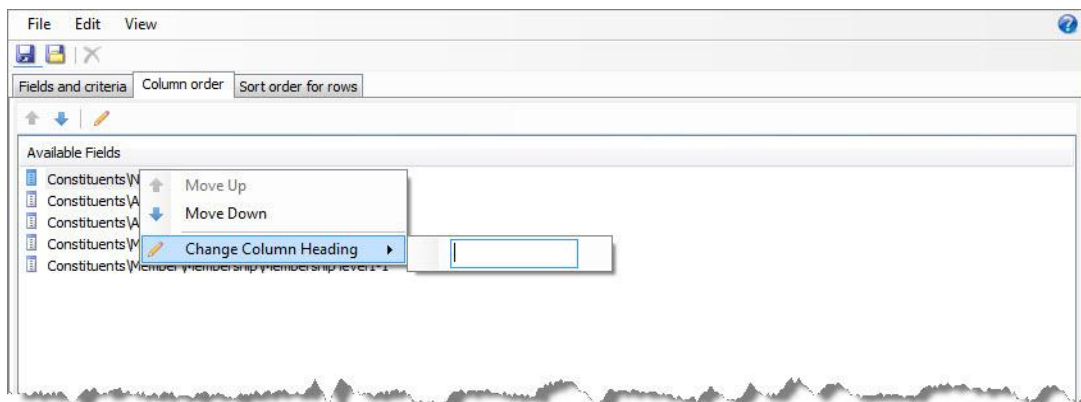 File Edit View
Fields and criteria Column order Sort order for rows
Available Fields
Constituents\N
Move Up
Constituents\A
Move Down
Constituents\A
Constituents\M
Change Column Heading
Constituents\Member\Membership\Membership level1-1